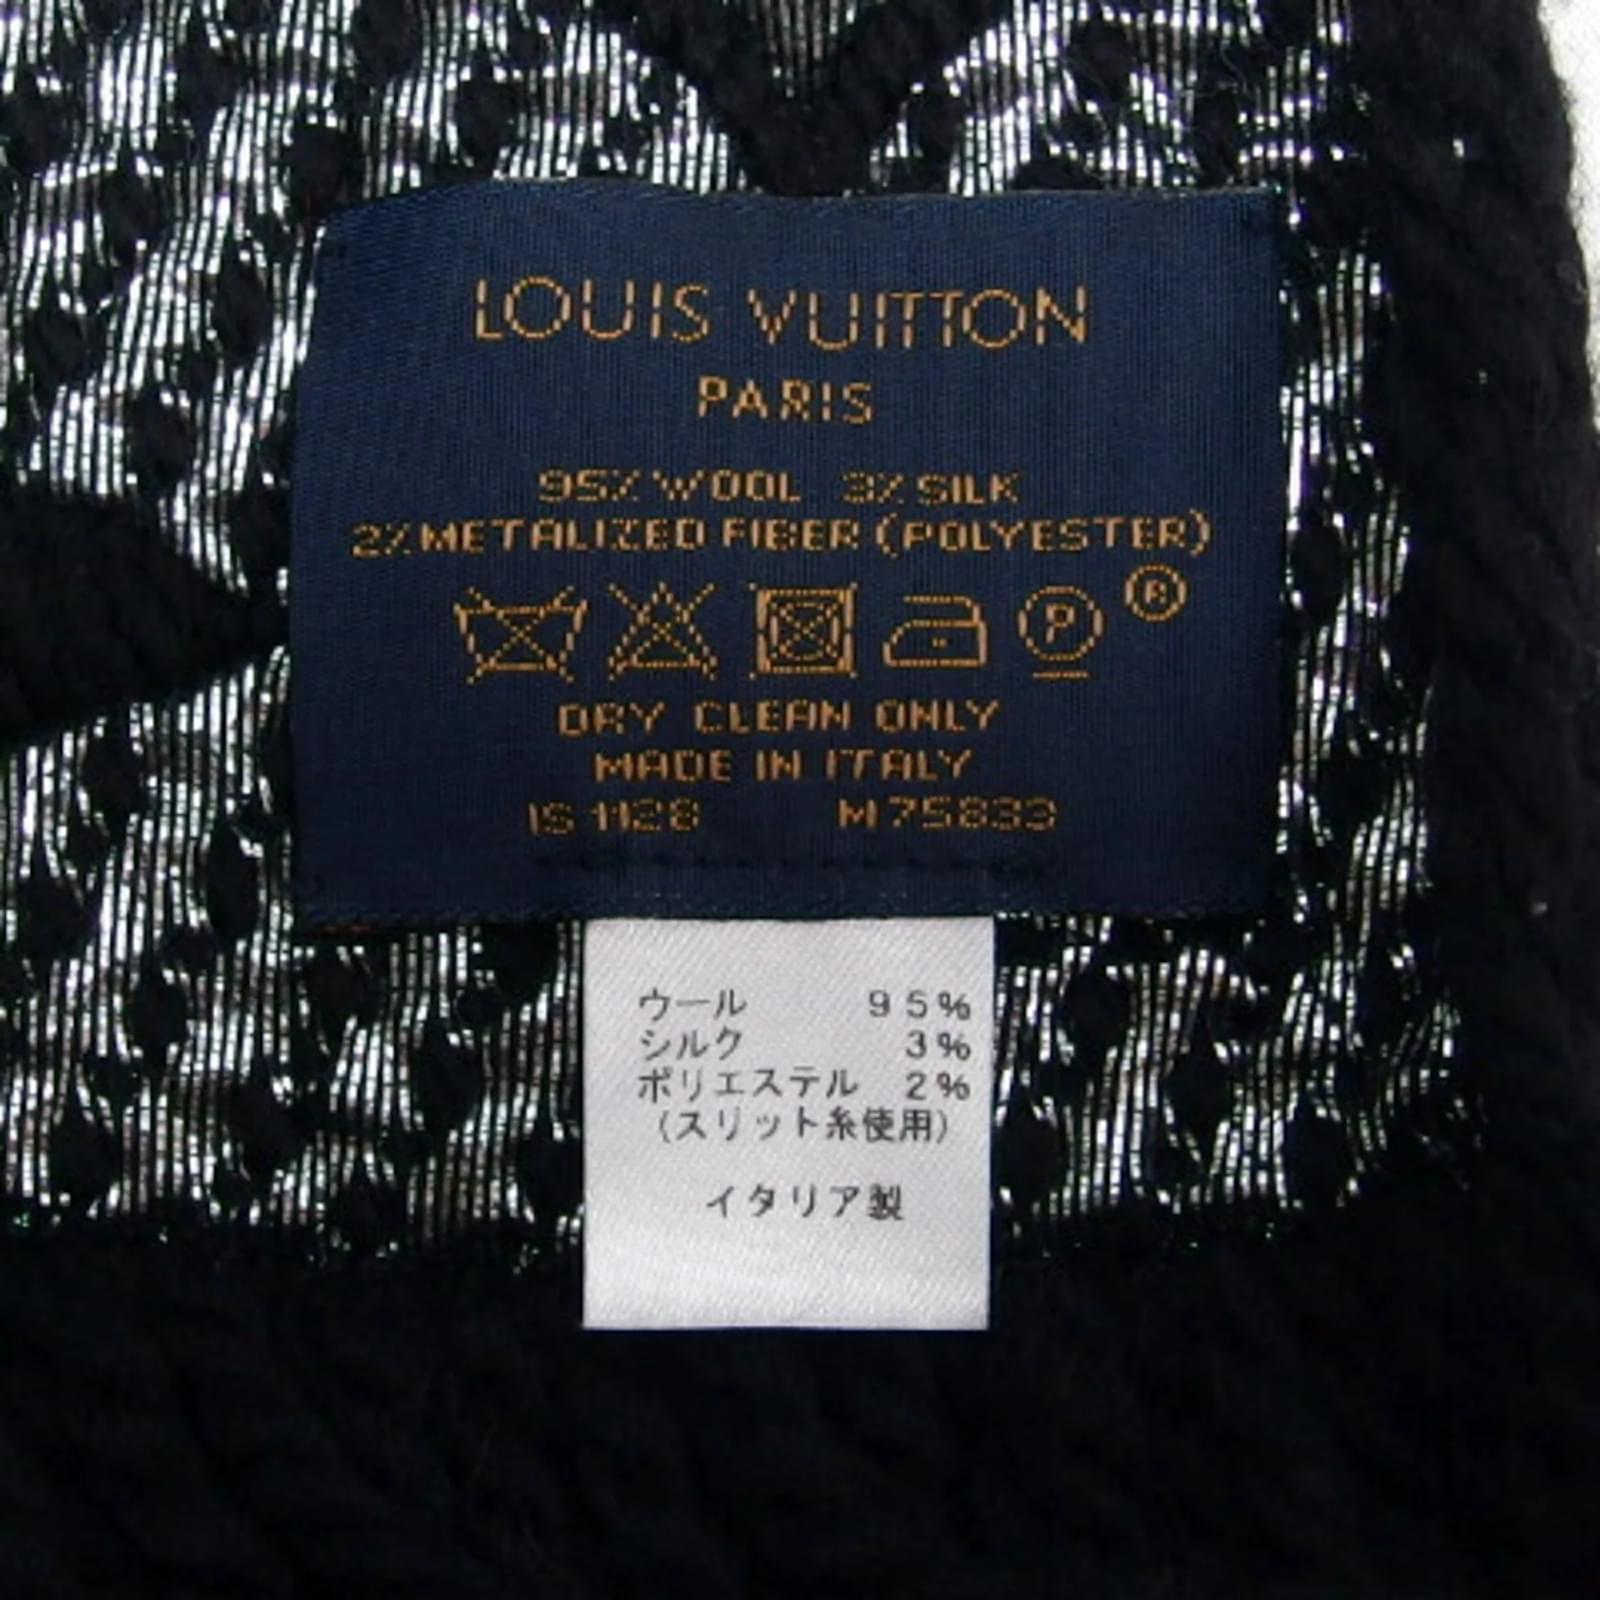 LOUIS VUITTON
PARIS
95% WOOL 3% SILK
2% METALIZED FIBER (POLYESTER)
P
®
DRY CLEAN ONLY
MADE IN ITALY
IS 1128 M75833
ウール 95%
シルク 3%
ポリエステル 2%
(スリット糸使用)
イタリア製